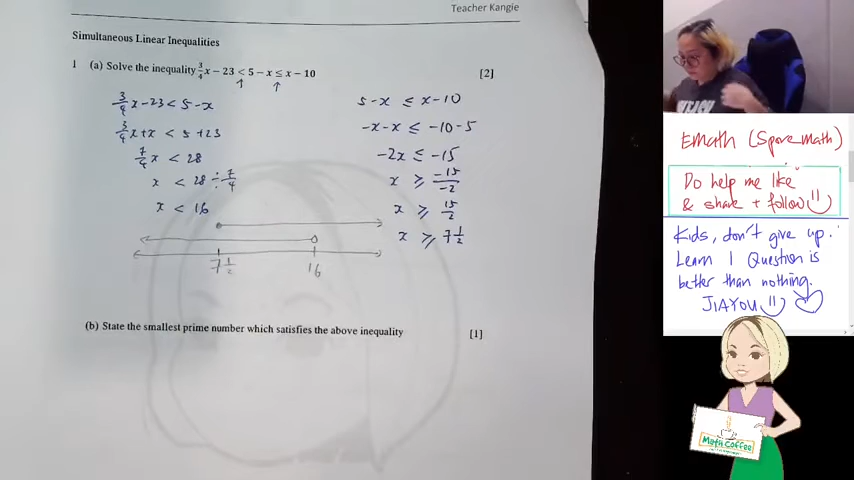 Teacher Kangie
Simultaneous Linear Inequalities
1 (a) Solve the inequality 3/4 x − 23 < 5 − x ≤ x − 10 [2]
↑ ↑
3/4 x − 23 < 5 − x
3/4 x + x < 5 + 23
7/4 x < 28
x < 28 ÷ 7/4
x < 16
5 − x ≤ x − 10
−x − x ≤ −10 − 5
−2x ≤ −15
x ⩾ −15/−2
x ⩾ 15/2
x ⩾ 7 1/2
7 1/2 16
(b) State the smallest prime number which satisfies the above inequality [1]
Emath (Spore math)
Do help me like
& share + follow
Kids, don't give up.
Learn 1 Question is
better than nothing.
JIAYOU
Math Coffee